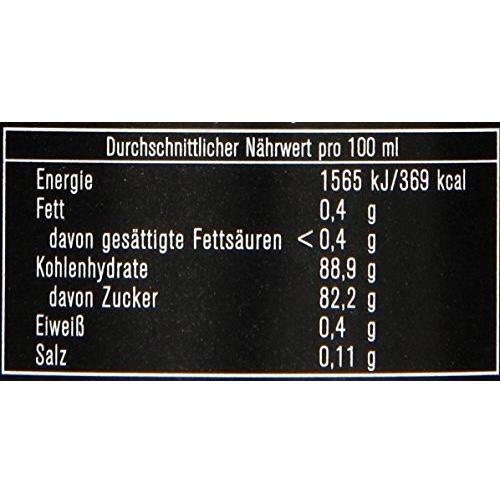 Durchschnittlicher Nährwert pro 100 ml
Energie 1565 kJ/369 kcal
Fett 0,4 g
davon gesättigte Fettsäuren < 0,4 g
Kohlenhydrate 88,9 g
davon Zucker 82,2 g
Eiweiß 0,4 g
Salz 0,11 g